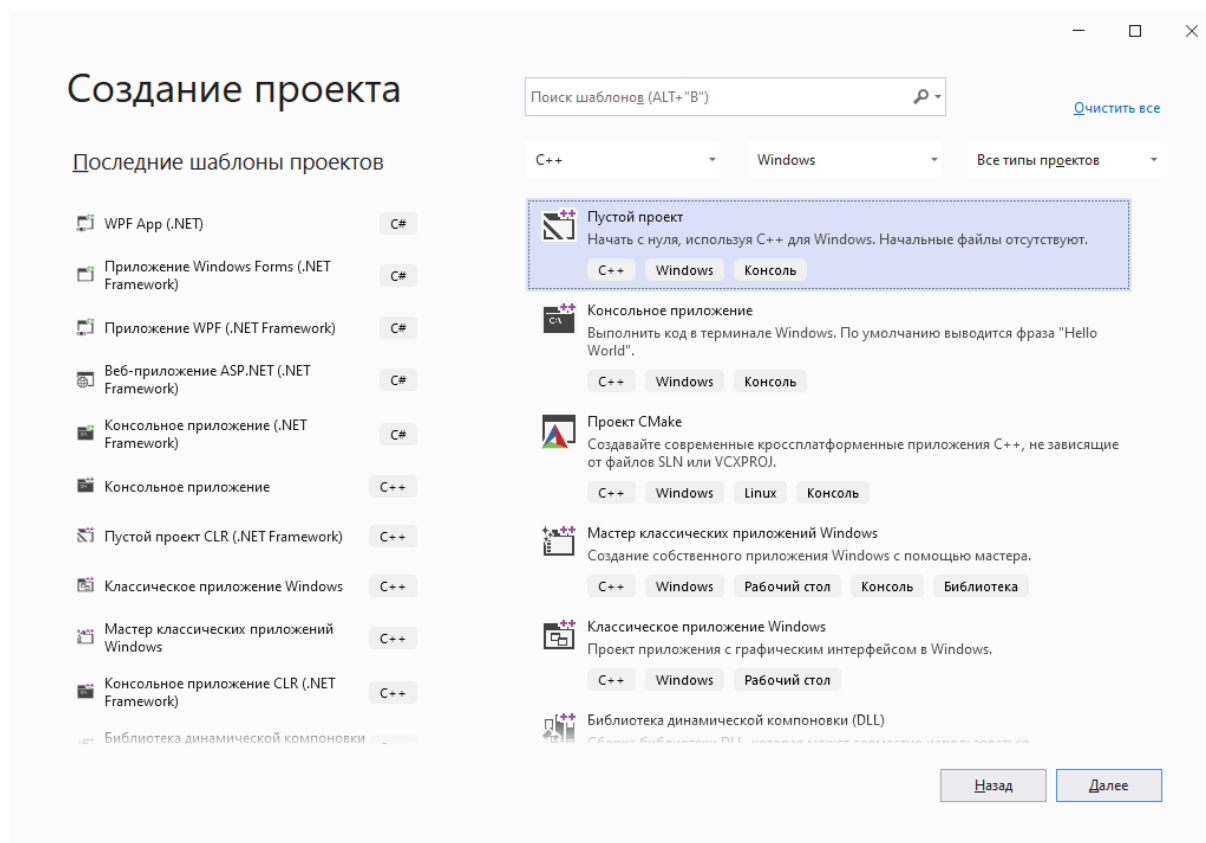 Создание проекта
Поиск шаблонов (ALT+"B")
Очистить все
Последние шаблоны проектов
C++
Windows
Все типы проектов
WPF App (.NET)
C#
Приложение Windows Forms (.NET
Framework)
C#
Приложение WPF (.NET Framework)
C#
Веб-приложение ASP.NET (.NET
Framework)
C#
Консольное приложение (.NET
Framework)
C#
Консольное приложение
C++
Пустой проект CLR (.NET Framework)
C++
Классическое приложение Windows
C++
Мастер классических приложений
Windows
C++
Консольное приложение CLR (.NET
Framework)
C++
Библиотека динамической компоновки
Пустой проект
Начать с нуля, используя C++ для Windows. Начальные файлы отсутствуют.
C++ Windows Консоль
Консольное приложение
Выполнить код в терминале Windows. По умолчанию выводится фраза "Hello
World".
C++ Windows Консоль
Проект CMake
Создавайте современные кроссплатформенные приложения C++, не зависящие
от файлов SLN или VCXPROJ.
C++ Windows Linux Консоль
Мастер классических приложений Windows
Создание собственного приложения Windows с помощью мастера.
C++ Windows Рабочий стол Консоль Библиотека
Классическое приложение Windows
Проект приложения с графическим интерфейсом в Windows.
C++ Windows Рабочий стол
Библиотека динамической компоновки (DLL)
Назад
Далее